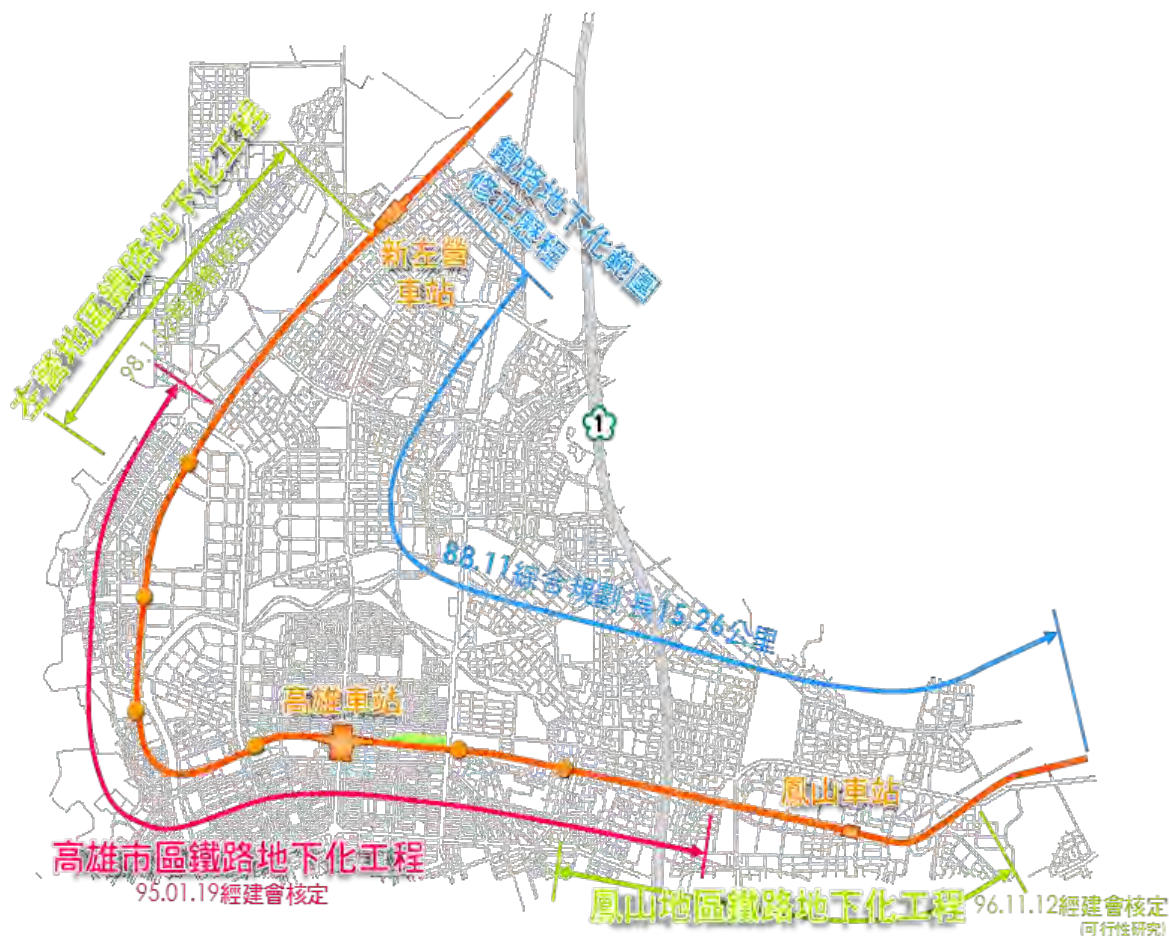 左營地區鐵路地下化工程
鐵路地下化範圍
修正歷程
新左營
車站
1
88.11綜合規劃 長15.26公里
高雄車站
鳳山車站
高雄市區鐵路地下化工程
95.01.19經建會核定
鳳山地區鐵路地下化工程
96.11.12經建會核定
(可行性研究)